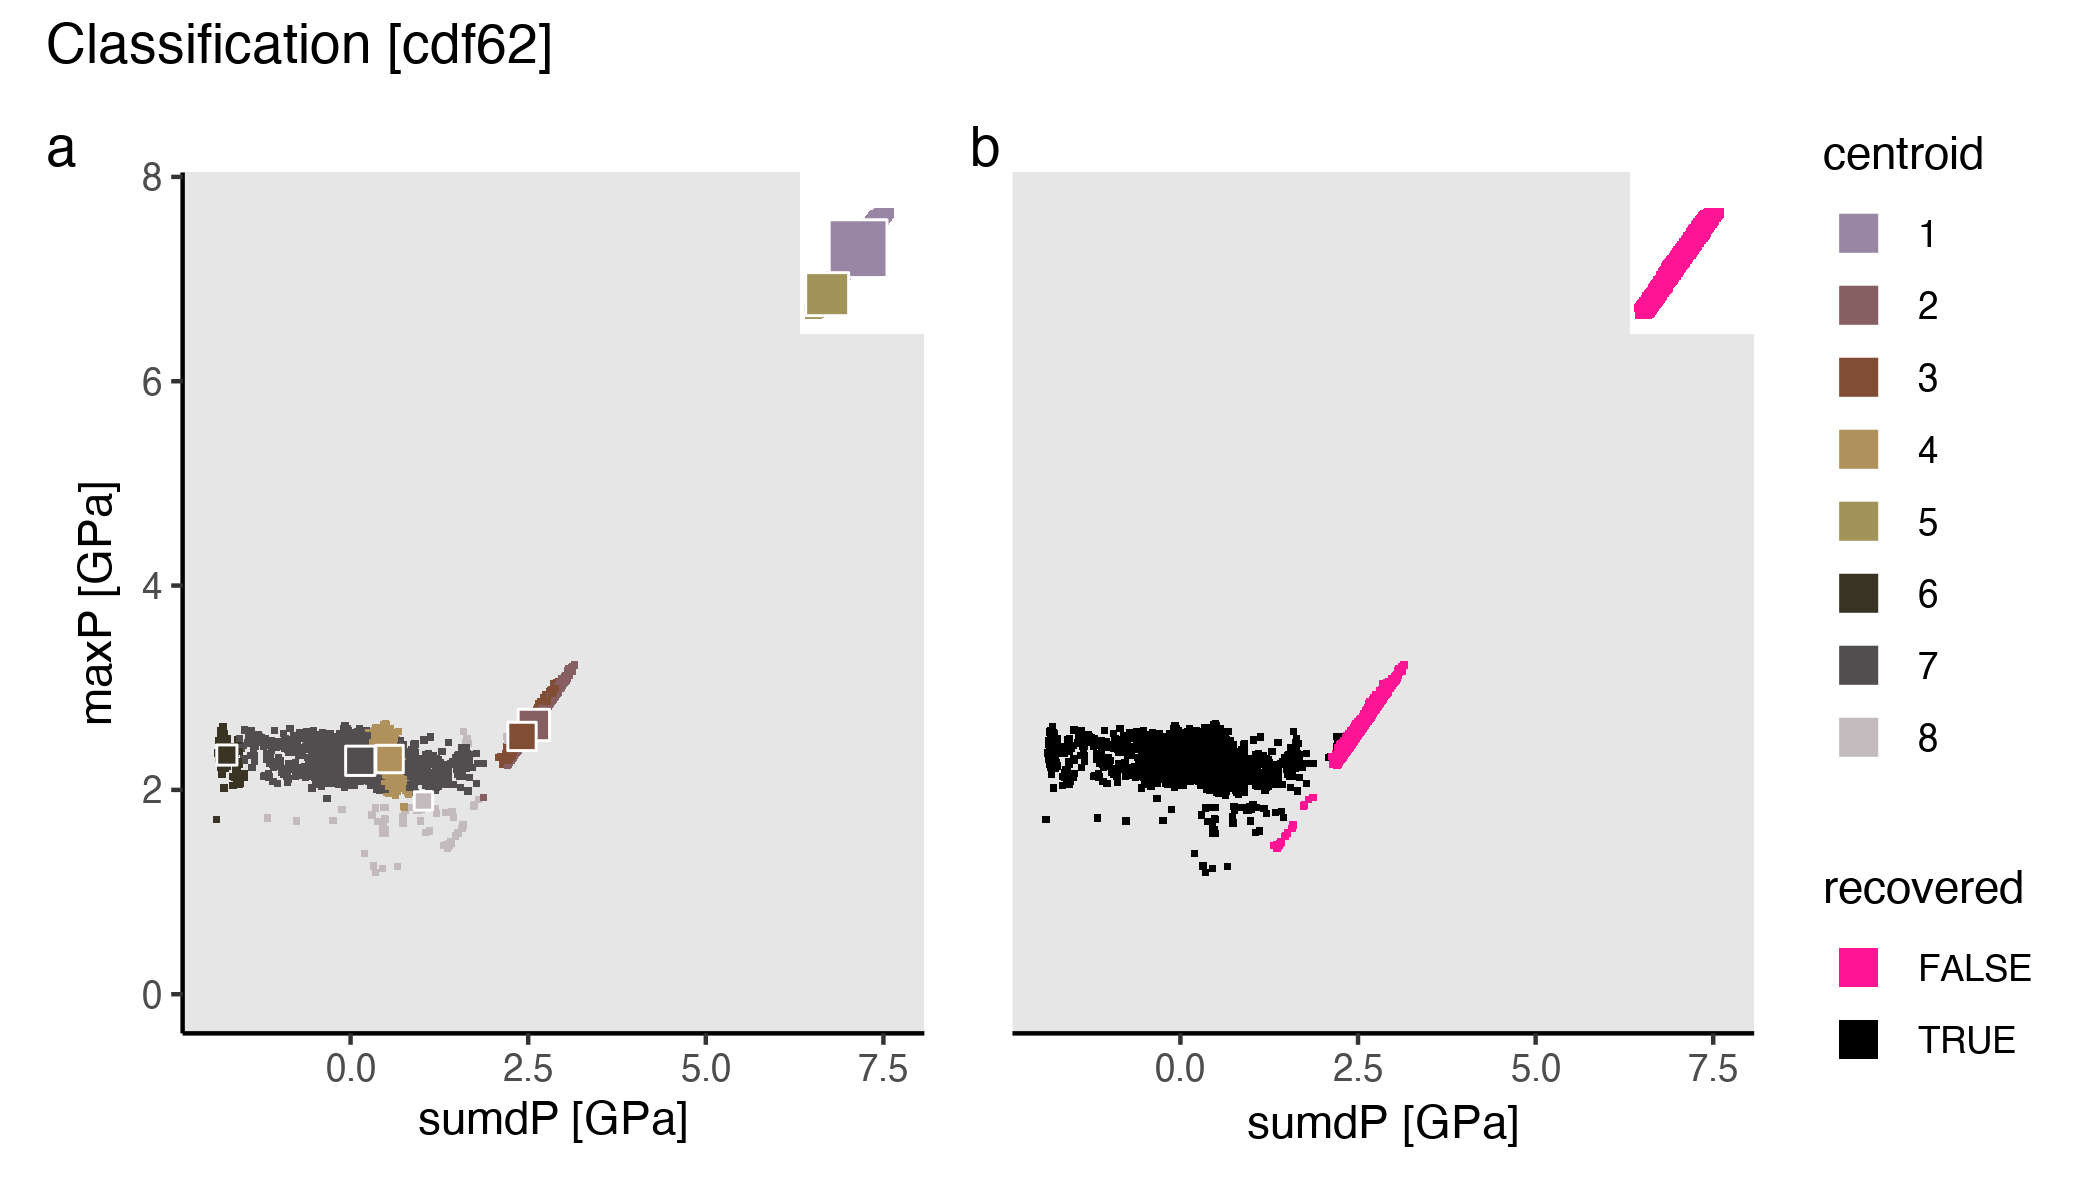 Classification [cdf62]
a
8
6
4
2
0
maxP [GPa]
0.0 2.5 5.0 7.5
sumdP [GPa]
b
0.0 2.5 5.0 7.5
sumdP [GPa]
centroid
1
2
3
4
5
6
7
8
recovered
FALSE
TRUE